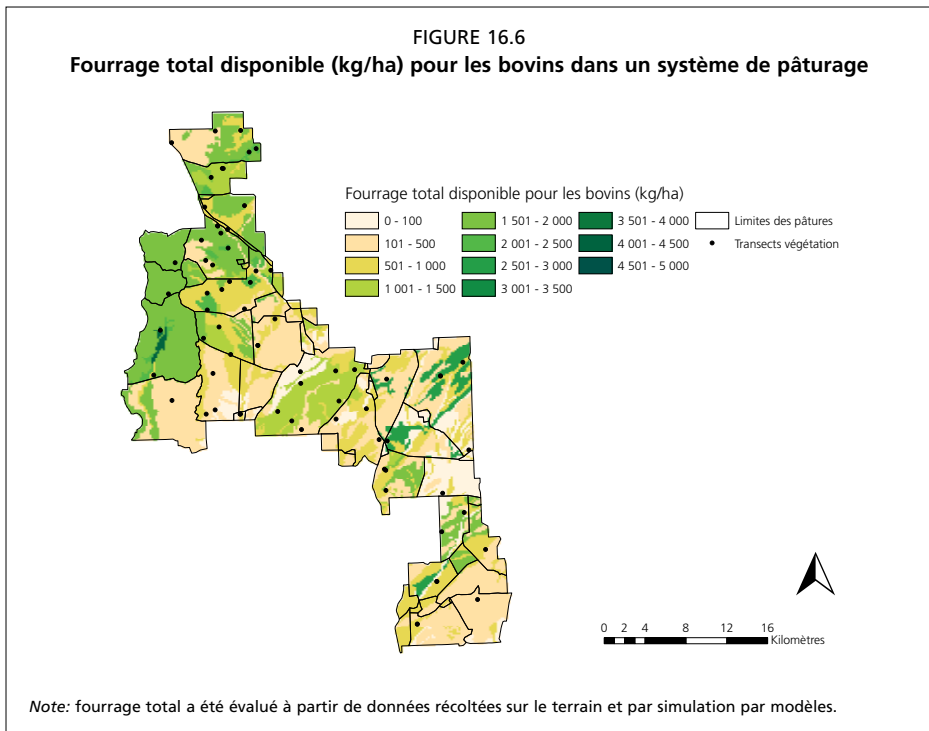 FIGURE 16.6
Fourrage total disponible (kg/ha) pour les bovins dans un système de pâturage
Fourrage total disponible pour les bovins (kg/ha)
0 - 100
101 - 500
501 - 1 000
1 001 - 1 500
1 501 - 2 000
2 001 - 2 500
2 501 - 3 000
3 001 - 3 500
3 501 - 4 000
4 001 - 4 500
4 501 - 5 000
Limites des pâtures
Transects végétation
0 2 4 8 12 16
Kilomètres
Note: fourrage total a été évalué à partir de données récoltées sur le terrain et par simulation par modèles.